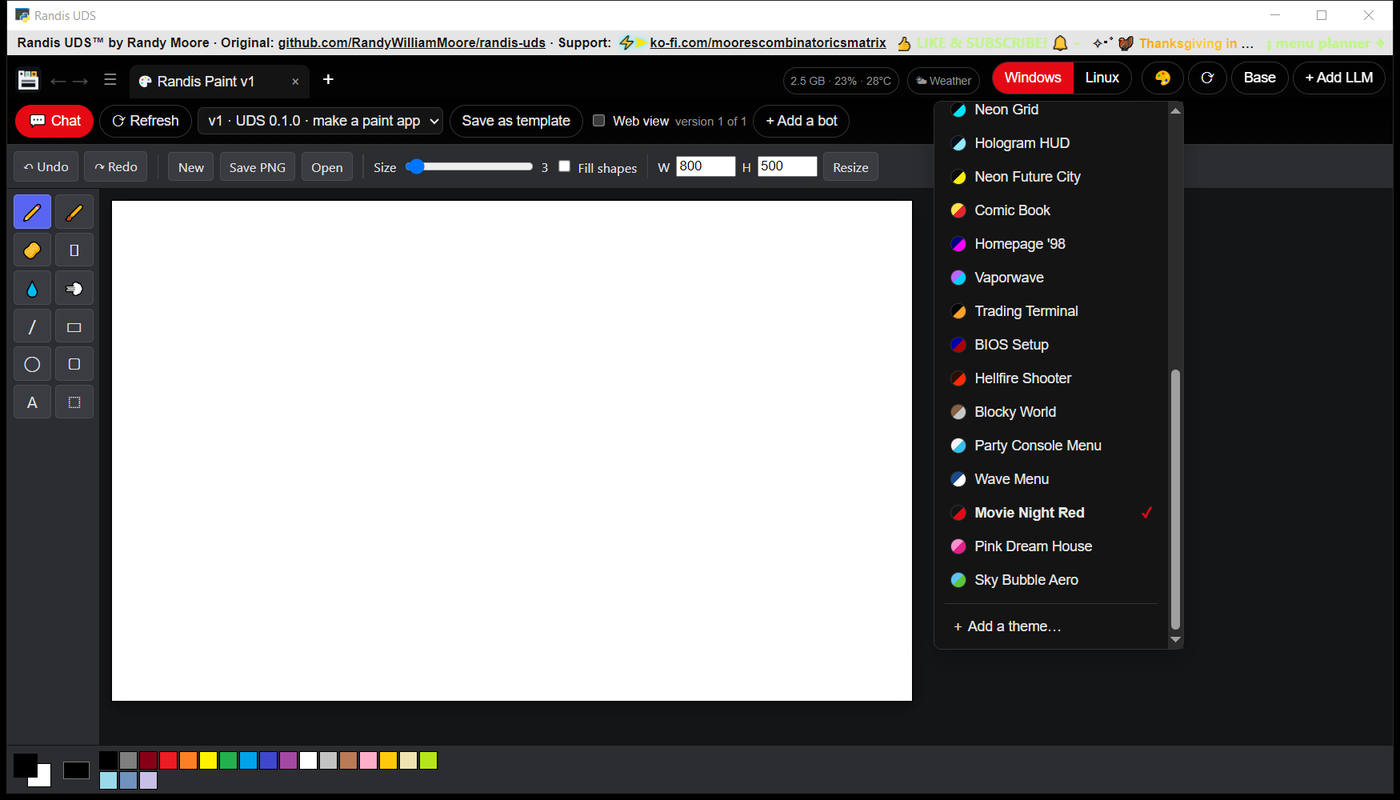 Randis UDS
Randis UDS™ by Randy Moore · Original: github.com/RandyWilliamMoore/randis-uds · Support: ko-fi.com/moorescombinatoricsmatrix LIKE & SUBSCRIBE! Thanksgiving in ... menu planner
Randis Paint v1 × +
2.5 GB · 23% · 28°C Weather Windows Linux Base + Add LLM
Chat Refresh v1 · UDS 0.1.0 · make a paint app Save as template Web view version 1 of 1 + Add a bot
Undo Redo New Save PNG Open Size 3 Fill shapes W 800 H 500 Resize
A
Neon Grid
Hologram HUD
Neon Future City
Comic Book
Homepage '98
Vaporwave
Trading Terminal
BIOS Setup
Hellfire Shooter
Blocky World
Party Console Menu
Wave Menu
Movie Night Red
Pink Dream House
Sky Bubble Aero
+ Add a theme…